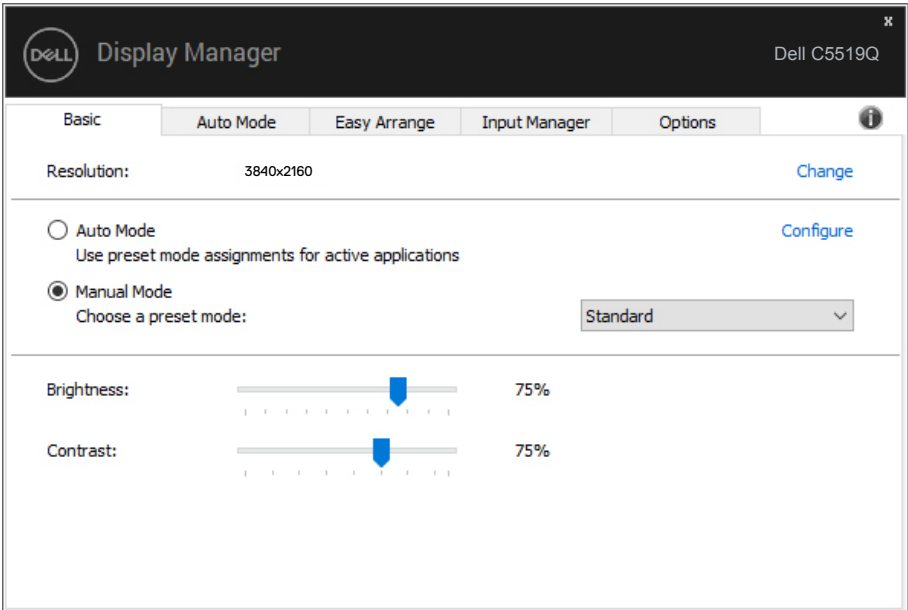 x
DELL Display Manager Dell C5519Q
Basic Auto Mode Easy Arrange Input Manager Options i
Resolution: 3840x2160 Change
Auto Mode Configure
Use preset mode assignments for active applications
Manual Mode
Choose a preset mode: Standard
Brightness: 75%
Contrast: 75%